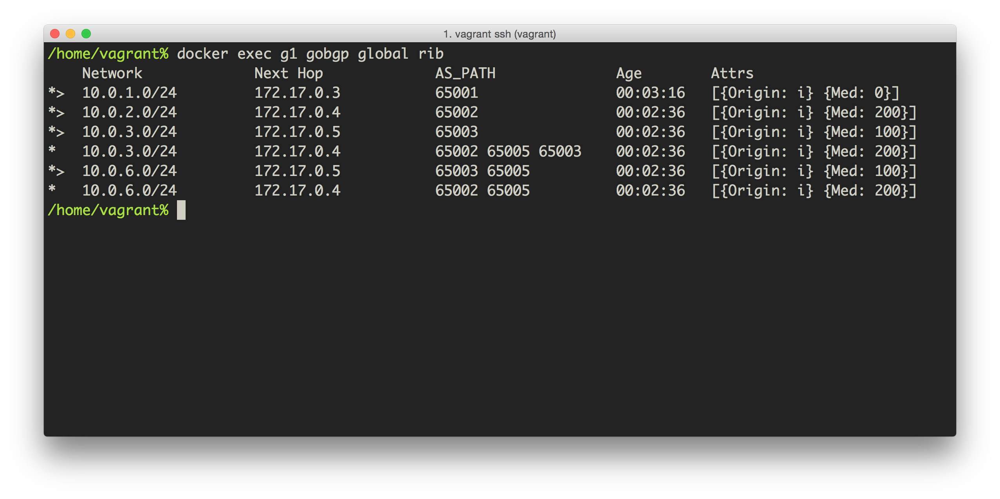 1. vagrant ssh (vagrant)
/home/vagrant% docker exec g1 gobgp global rib
Network Next Hop AS_PATH Age Attrs
*> 10.0.1.0/24 172.17.0.3 65001 00:03:16 [{Origin: i} {Med: 0}]
*> 10.0.2.0/24 172.17.0.4 65002 00:02:36 [{Origin: i} {Med: 200}]
*> 10.0.3.0/24 172.17.0.5 65003 00:02:36 [{Origin: i} {Med: 100}]
* 10.0.3.0/24 172.17.0.4 65002 65005 65003 00:02:36 [{Origin: i} {Med: 200}]
*> 10.0.6.0/24 172.17.0.5 65003 65005 00:02:36 [{Origin: i} {Med: 100}]
* 10.0.6.0/24 172.17.0.4 65002 65005 00:02:36 [{Origin: i} {Med: 200}]
/home/vagrant%